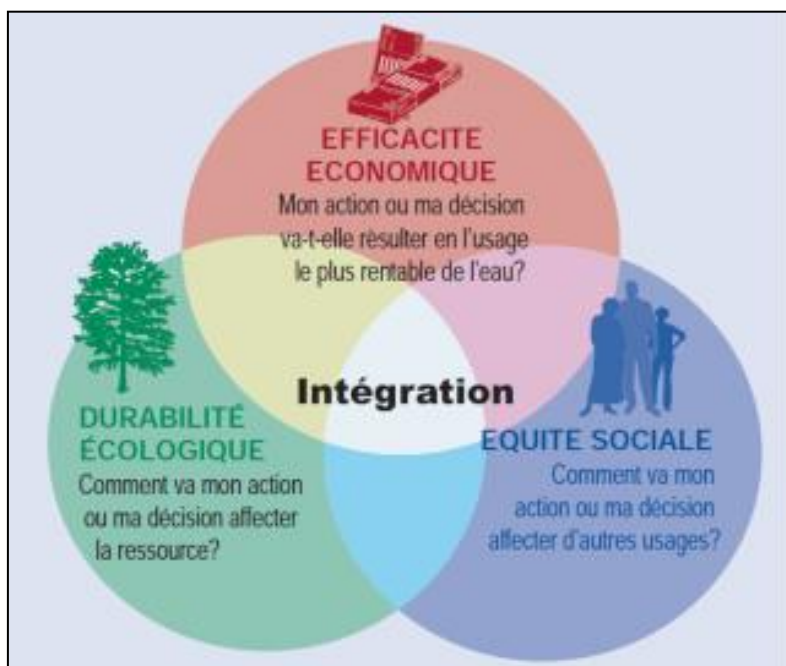 EFFICACITE
ECONOMIQUE
Mon action ou ma décision
va-t-elle résulter en l'usage
le plus rentable de l'eau?
Intégration
DURABILITÉ
ÉCOLOGIQUE
Comment va mon action
ou ma décision affecter
la ressource?
EQUITE SOCIALE
Comment va mon
action ou ma décision
affecter d'autres usages?